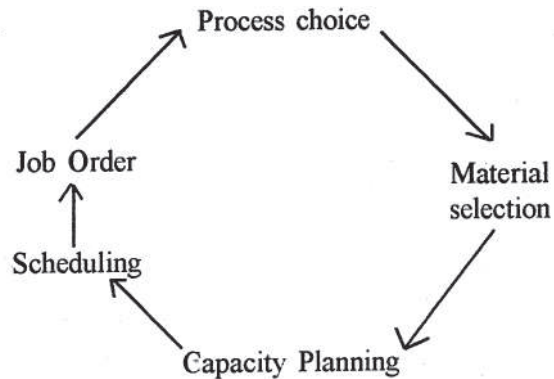 Process choice
Job Order
Material
selection
Scheduling
Capacity Planning